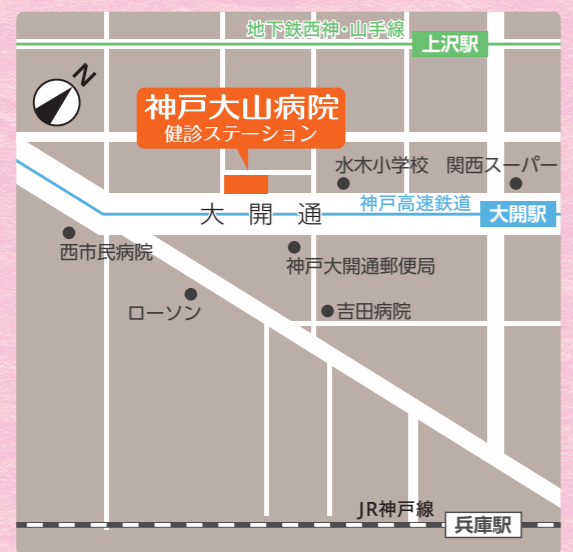 地下鉄西神・山手線
上沢駅
N
神戸大山病院
健診ステーション
水木小学校
関西スーパー
神戸高速鉄道
大開駅
大開通
西市民病院
神戸大開通郵便局
ローソン
吉田病院
JR神戸線
兵庫駅